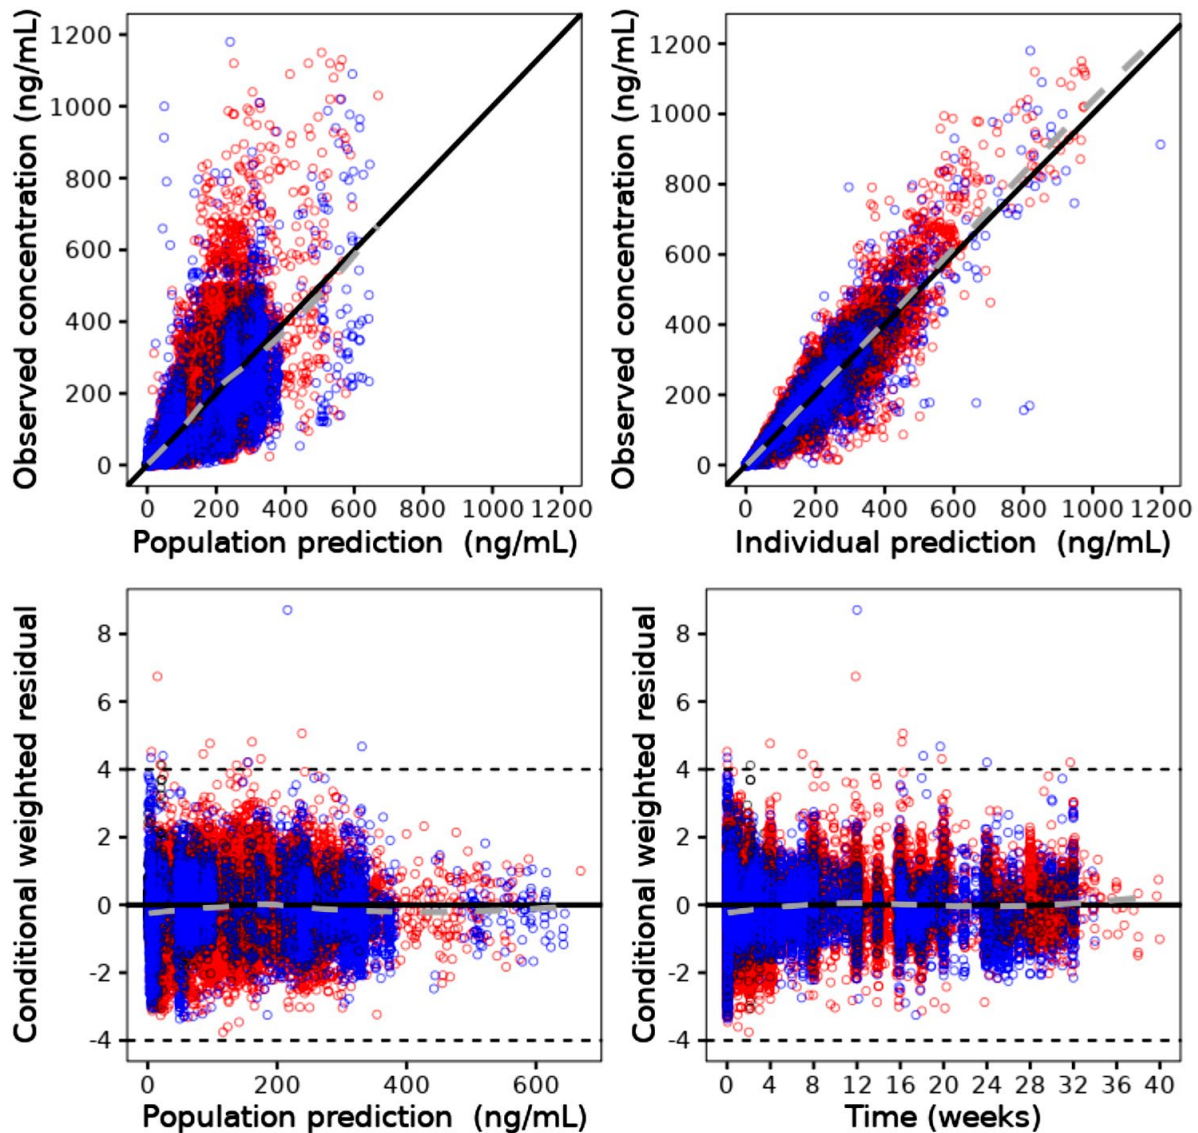 Observed concentration (ng/mL)
1200
1000
800
600
400
200
0
0 200 400 600 800 1000 1200
Population prediction (ng/mL)
Observed concentration (ng/mL)
1200
1000
800
600
400
200
0
0 200 400 600 800 1000 1200
Individual prediction (ng/mL)
Conditional weighted residual
8
6
4
2
0
-2
-4
0 200 400 600
Population prediction (ng/mL)
Conditional weighted residual
8
6
4
2
0
-2
-4
0 4 8 12 16 20 24 28 32 36 40
Time (weeks)